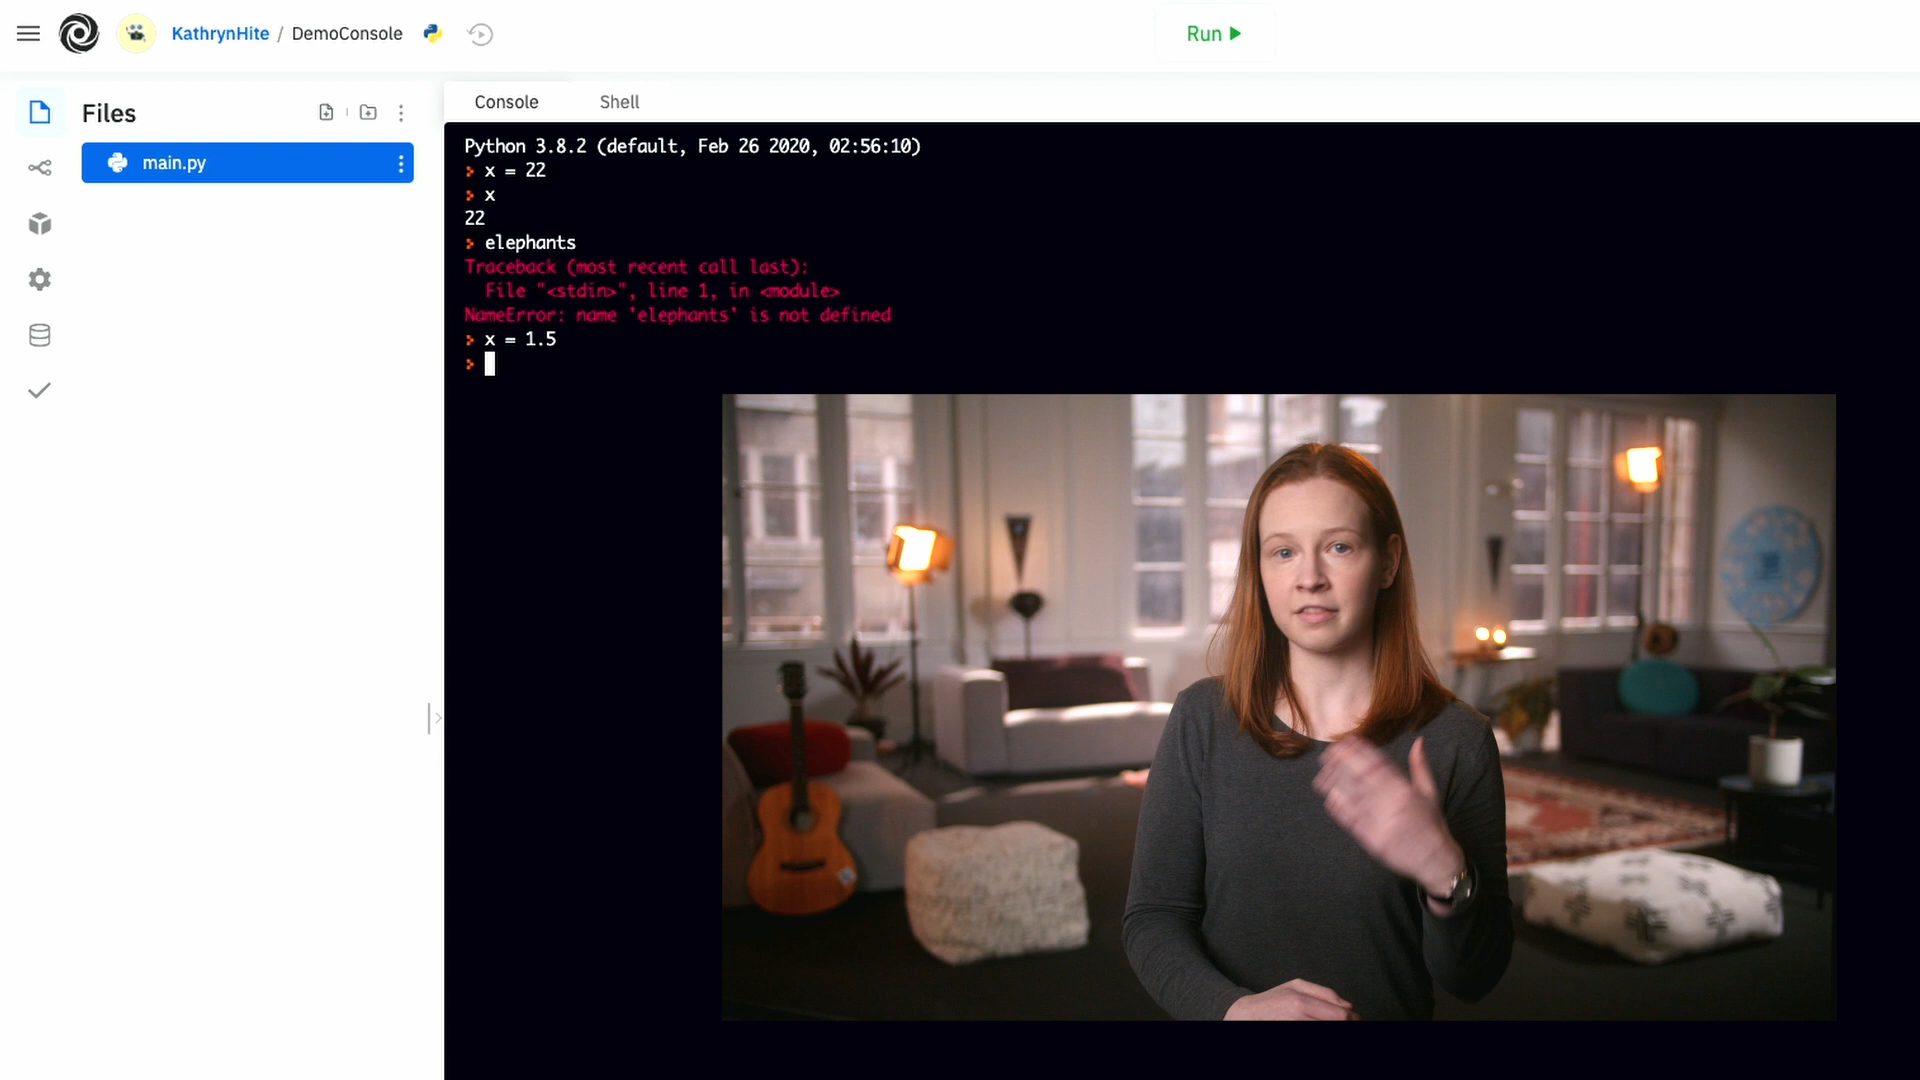 KathrynHite / DemoConsole
Run
Files
main.py
Console
Shell
Python 3.8.2 (default, Feb 26 2020, 02:56:10)
> x = 22
> x
22
> elephants
Traceback (most recent call last):
  File "<stdin>", line 1, in <module>
NameError: name 'elephants' is not defined
> x = 1.5
>